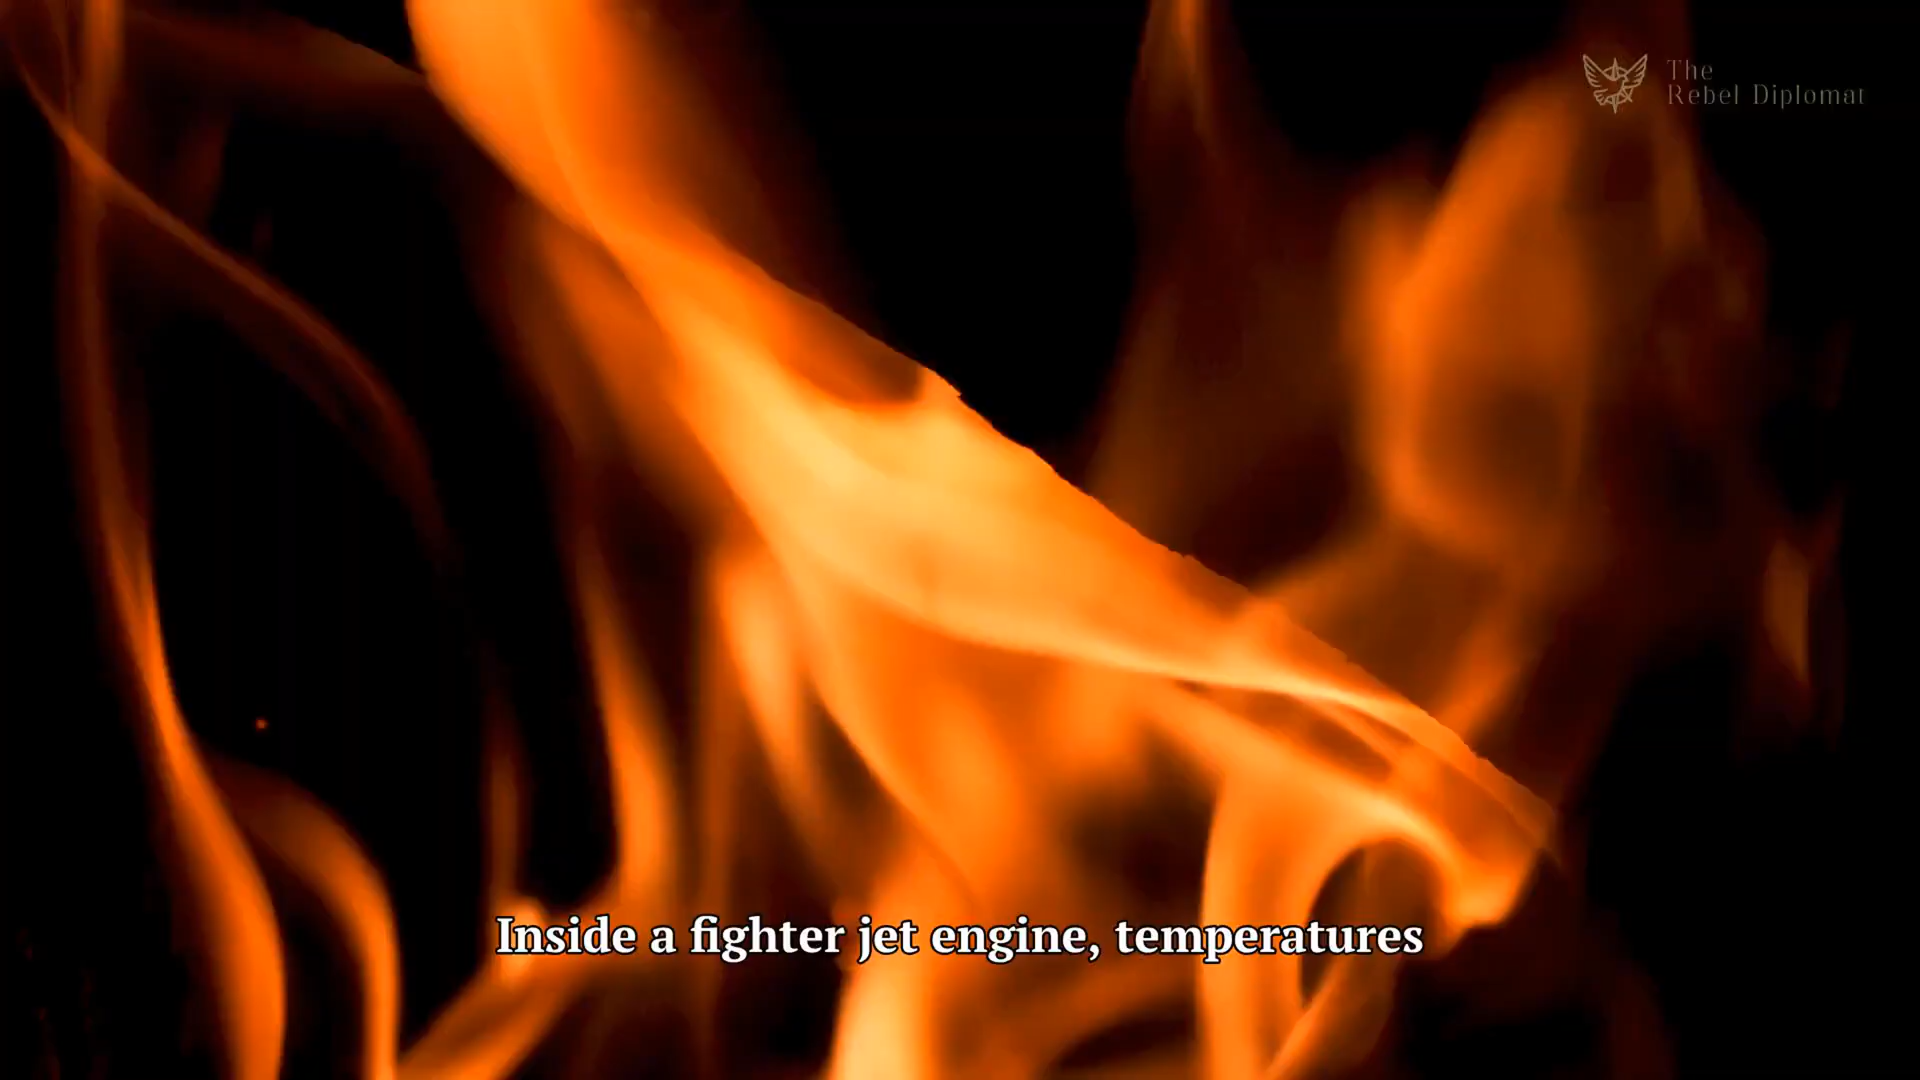 The
Rebel Diplomat
Inside a fighter jet engine, temperatures